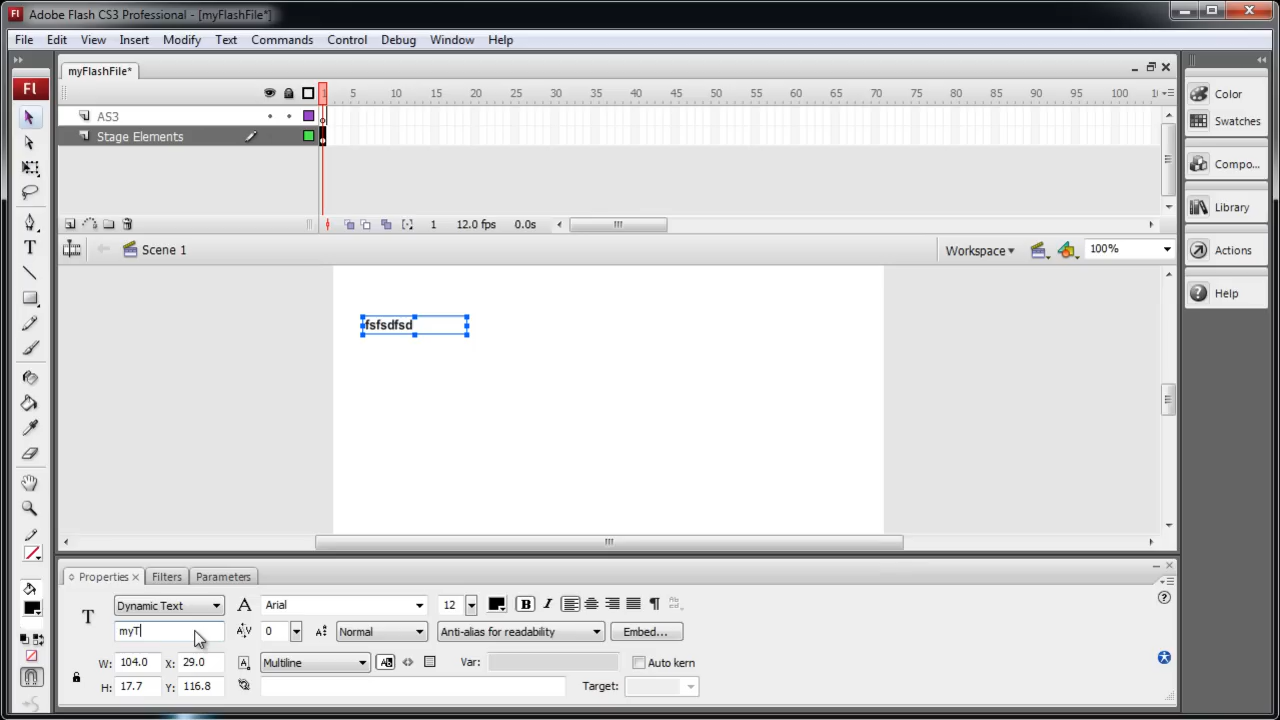 Fl Adobe Flash CS3 Professional - [myFlashFile*]
File Edit View Insert Modify Text Commands Control Debug Window Help
myFlashFile*
Fl
1 5 10 15 20 25 30 35 40 45 50 55 60 65 70 75 80 85 90 95 100
AS3
Stage Elements
1 12.0 fps 0.0s
Scene 1 Workspace 100%
fsfsdfsd
Color
Swatches
Compo...
Library
Actions
Help
Properties Filters Parameters
T Dynamic Text A Arial 12 B I
myT 0 Normal Anti-alias for readability Embed...
W: 104.0 X: 29.0 Multiline Var: Auto kern
H: 17.7 Y: 116.8 Target: